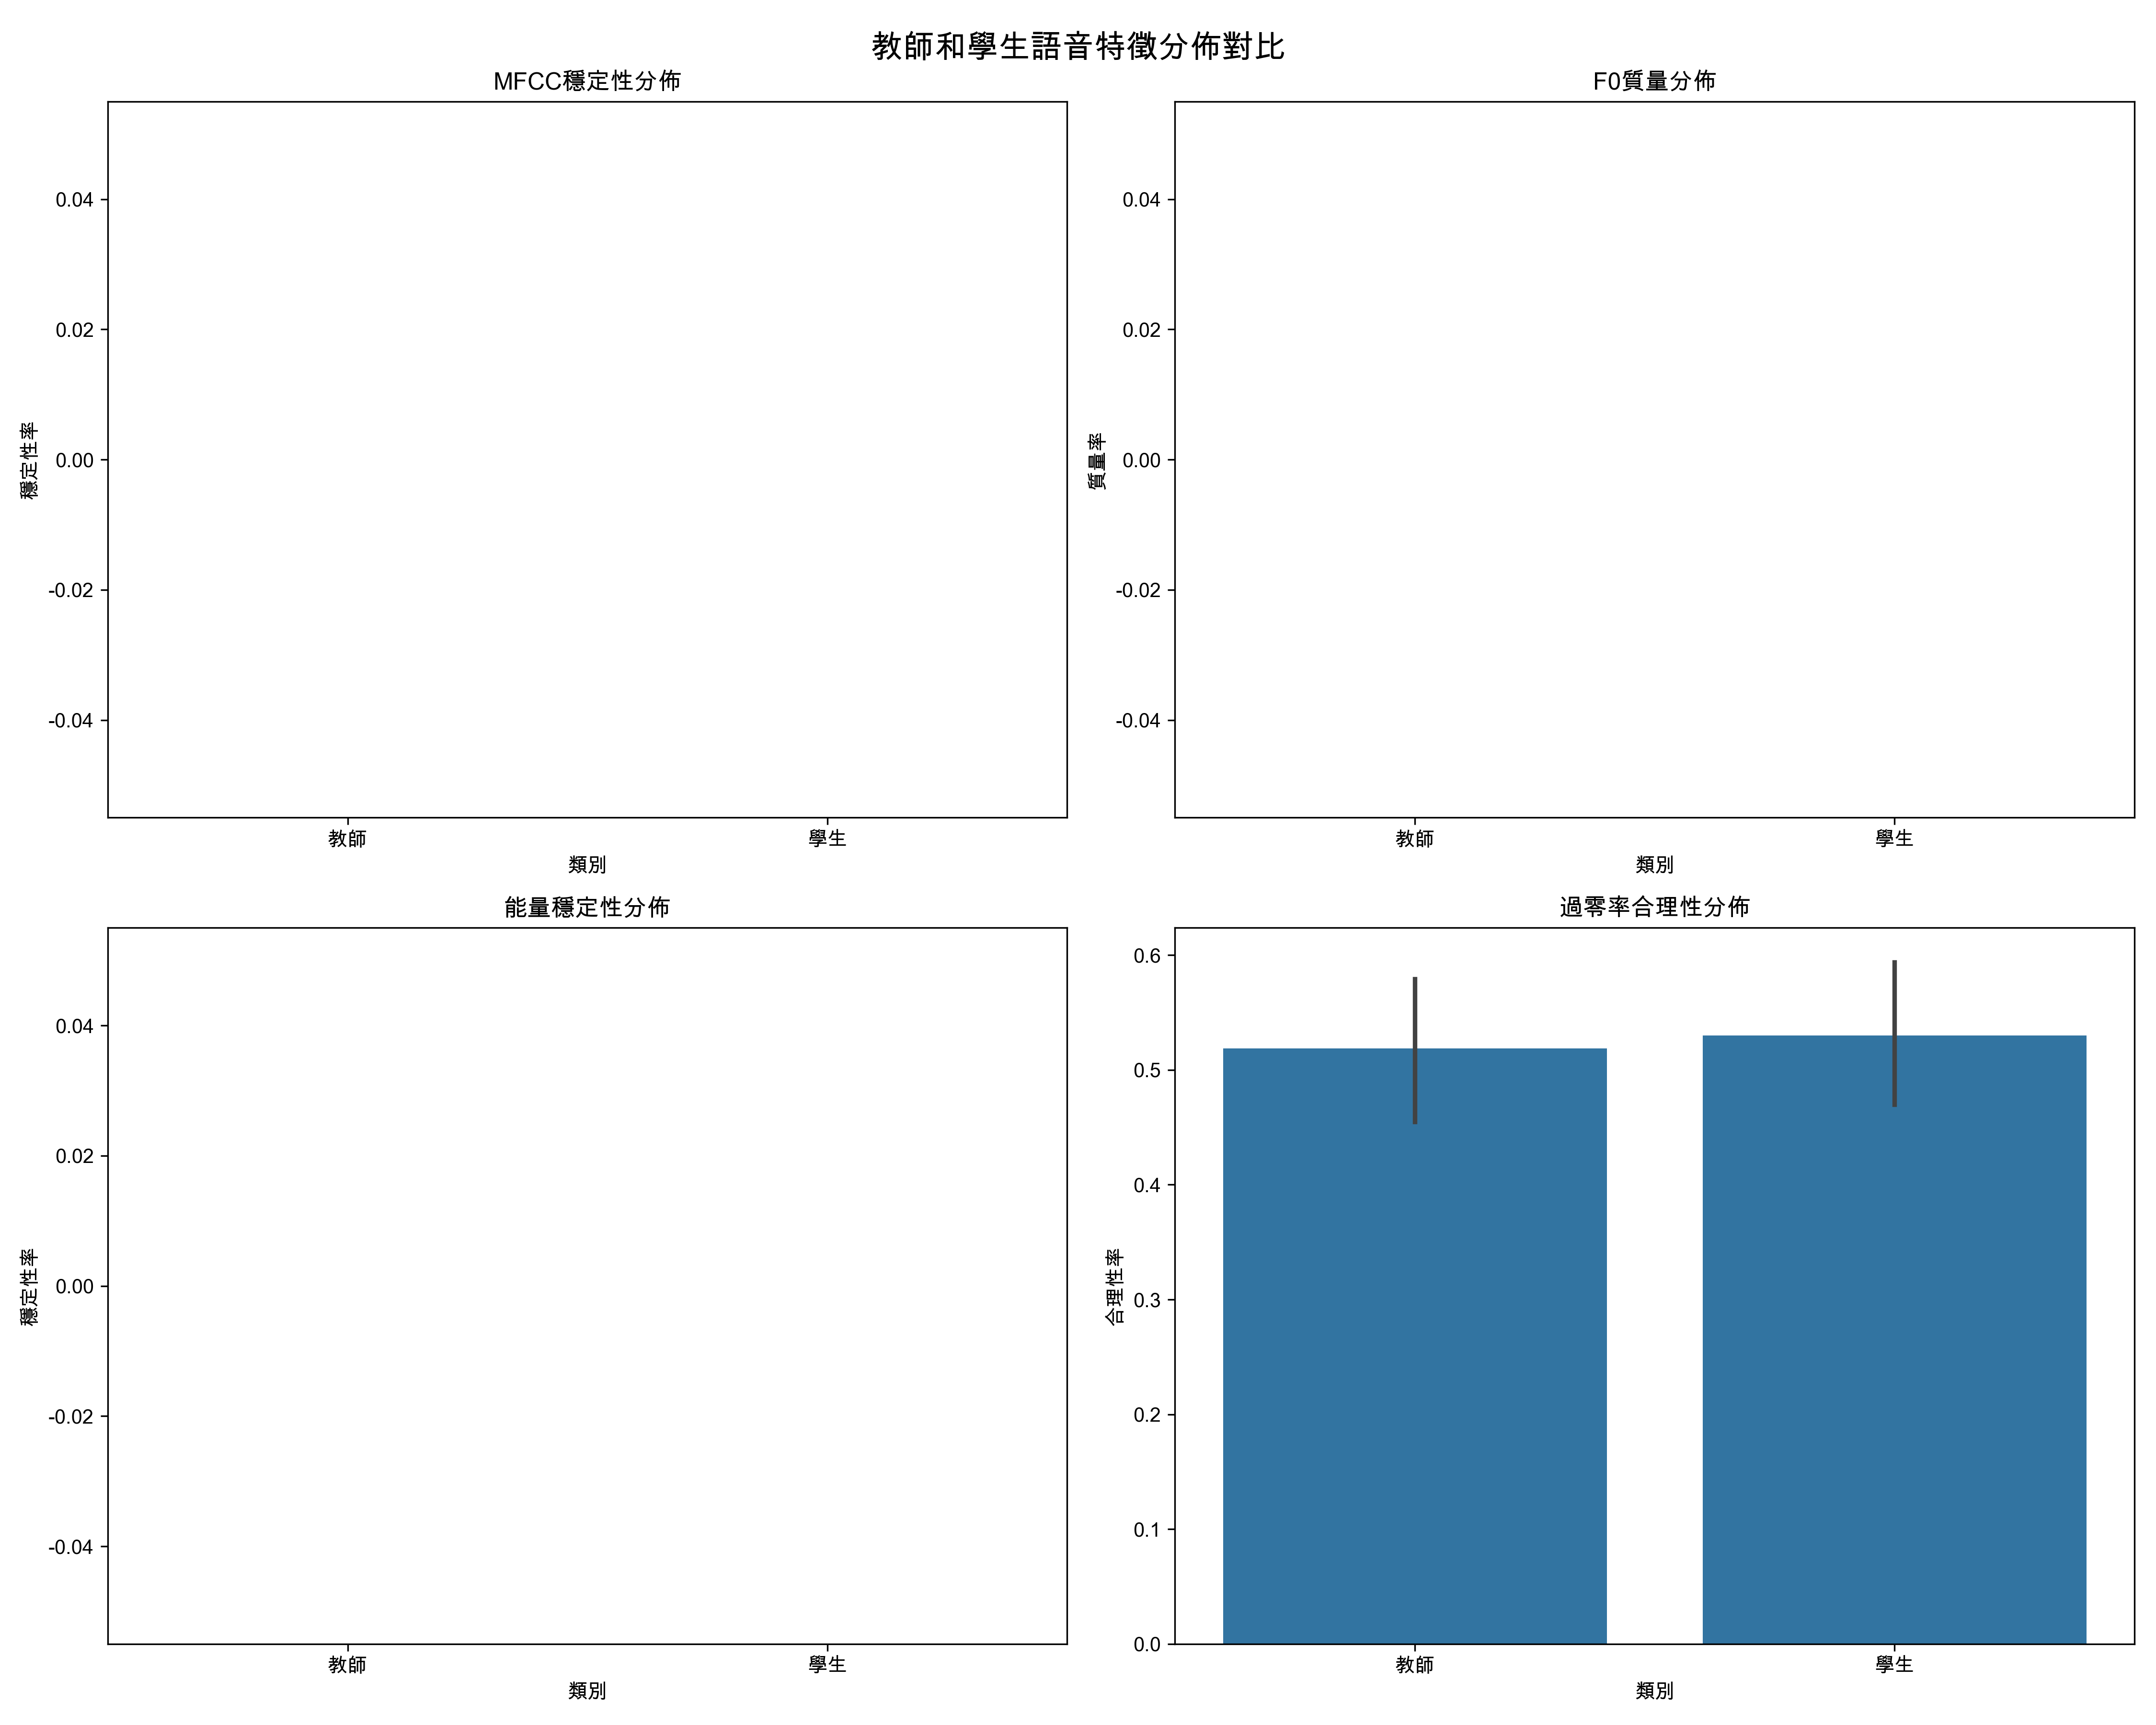 教師和學生語音特徵分佈對比
MFCC穩定性分佈
0.04
0.02
0.00
-0.02
-0.04
穩定性率
教師
學生
類別
F0質量分佈
0.04
0.02
0.00
-0.02
-0.04
質量率
教師
學生
類別
能量穩定性分佈
0.04
0.02
0.00
-0.02
-0.04
穩定性率
教師
學生
類別
過零率合理性分佈
0.6
0.5
0.4
0.3
0.2
0.1
0.0
合理性率
教師
學生
類別